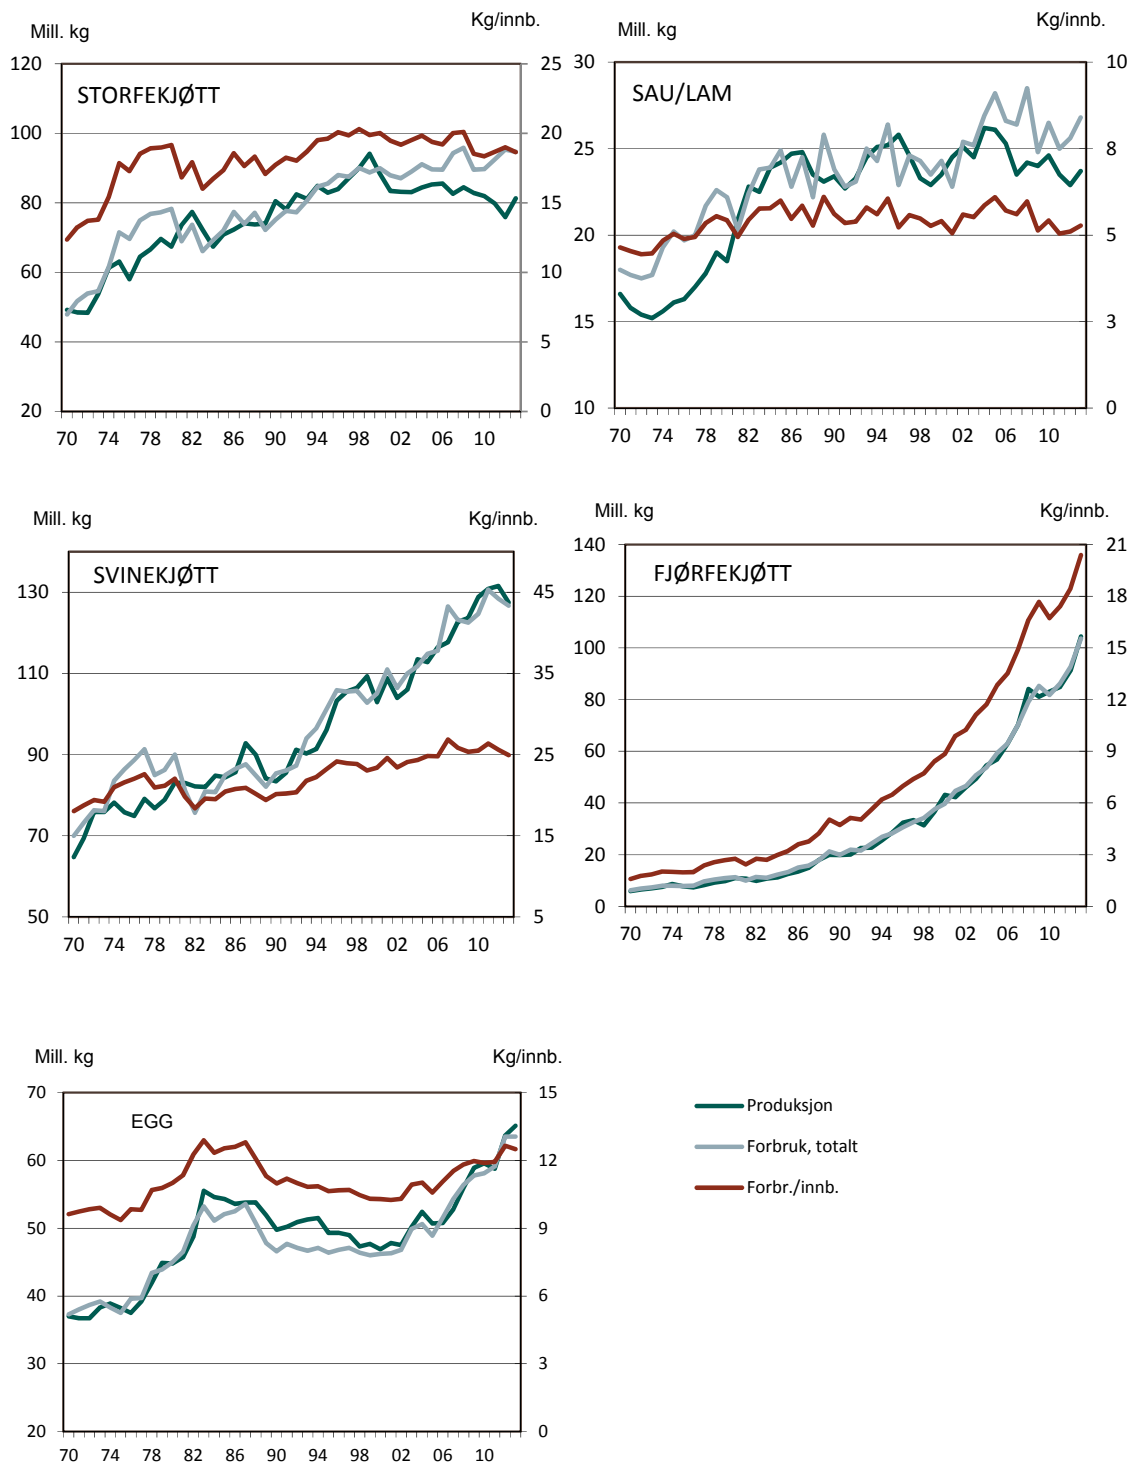 Mill. kg
Kg/innb.
STORFEKJØTT
120
100
80
60
40
20
25
20
15
10
5
0
70 74 78 82 86 90 94 98 02 06 10
Mill. kg
Kg/innb.
SAU/LAM
30
25
20
15
10
10
8
5
3
0
70 74 78 82 86 90 94 98 02 06 10
Mill. kg
Kg/innb.
SVINEKJØTT
130
110
90
70
50
45
35
25
15
5
70 74 78 82 86 90 94 98 02 06 10
Mill. kg
Kg/innb.
FJØRFEKJØTT
140
120
100
80
60
40
20
0
21
18
15
12
9
6
3
0
70 74 78 82 86 90 94 98 02 06 10
Mill. kg
Kg/innb.
EGG
70
60
50
40
30
20
15
12
9
6
3
0
70 74 78 82 86 90 94 98 02 06 10
Produksjon
Forbruk, totalt
Forbr./innb.